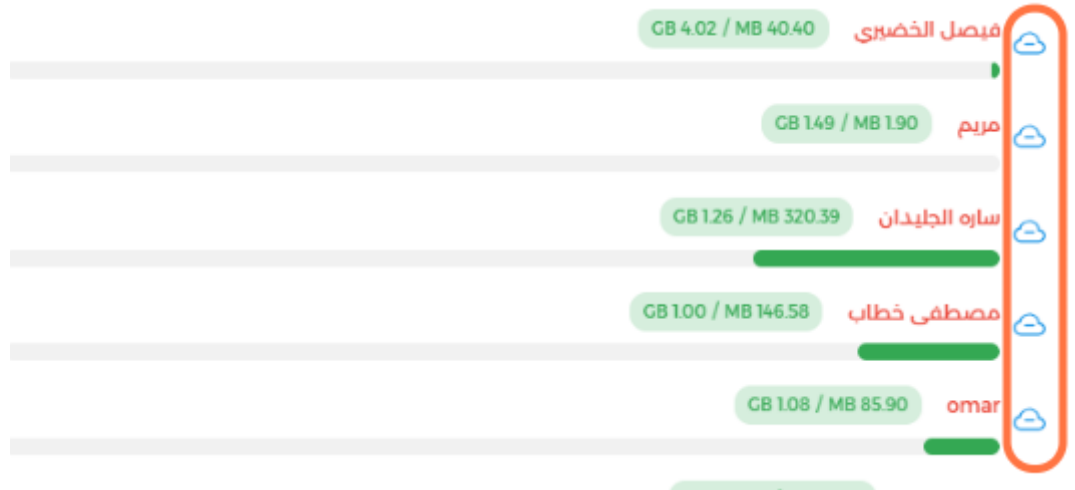 فيصل الخضيري GB 4.02 / MB 40.40
مريم GB 1.49 / MB 1.90
ساره الجليدان GB 1.26 / MB 320.39
مصطفى خطاب GB 1.00 / MB 146.58
omar GB 1.08 / MB 85.90